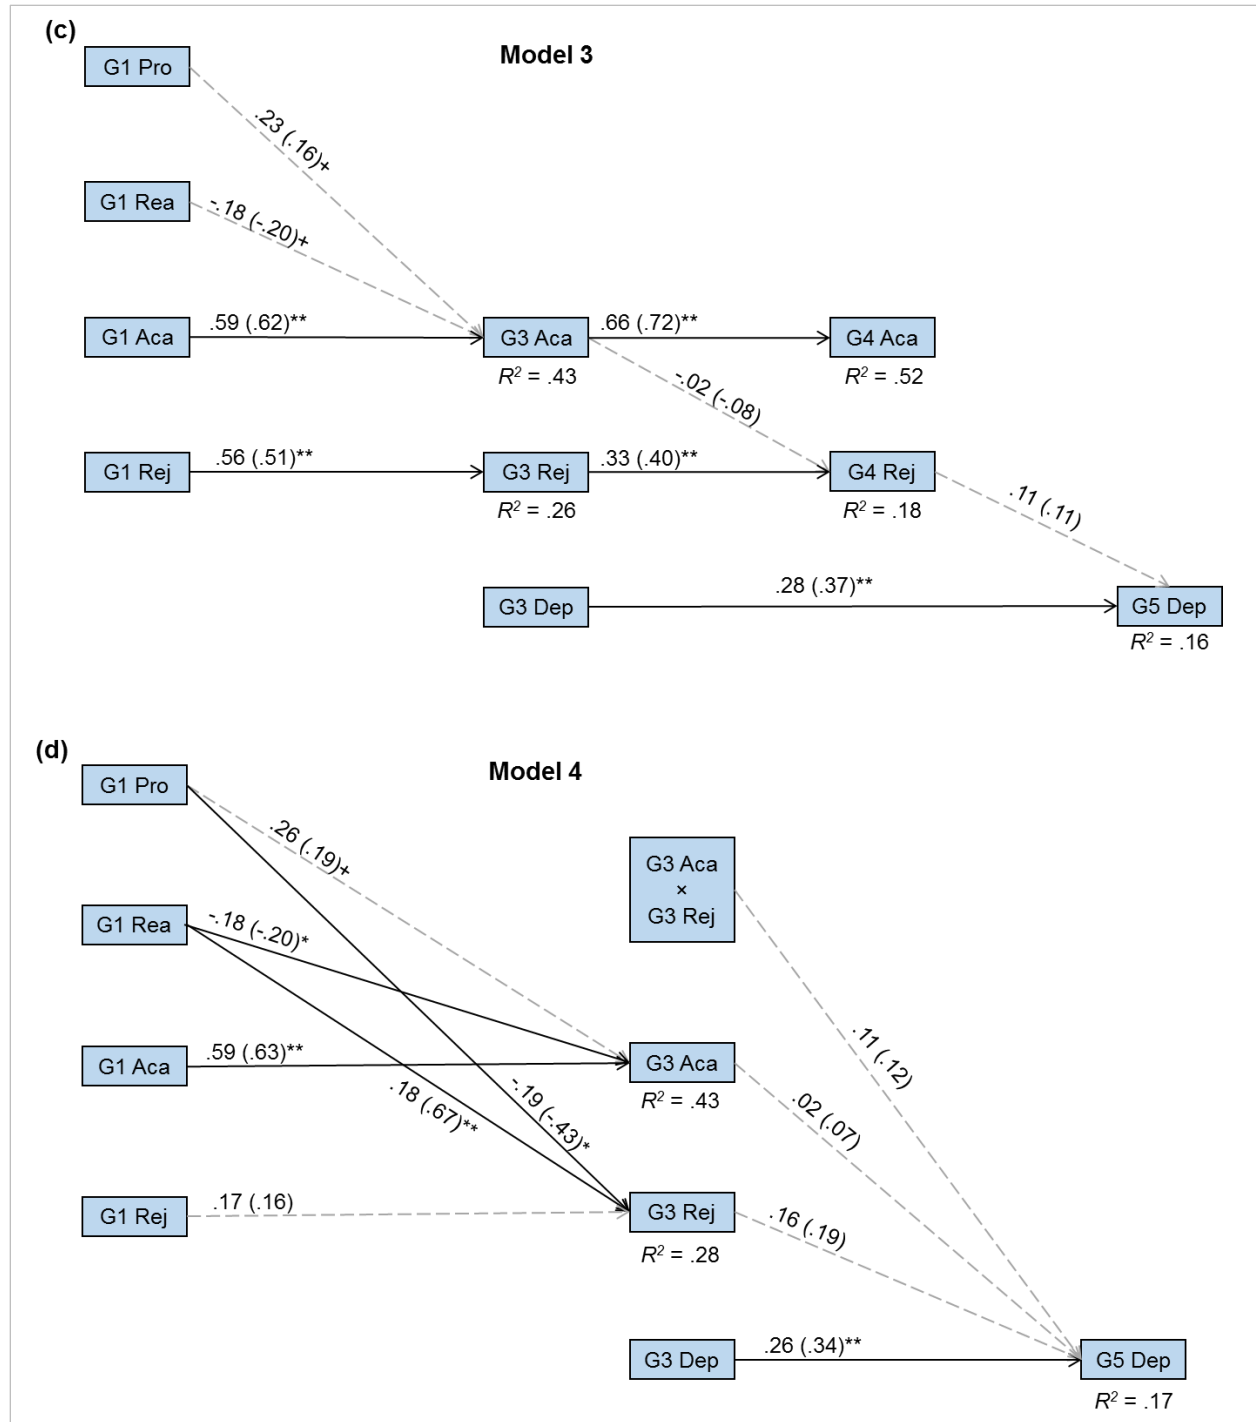 (c)
Model 3
G1 Pro
.23 (.16)+
G1 Rea
-.18 (-.20)+
G1 Aca
.59 (.62)**
G3 Aca
.66 (.72)**
G4 Aca
R² = .43
R² = .52
-.02 (-.08)
G1 Rej
.56 (.51)**
G3 Rej
.33 (.40)**
G4 Rej
R² = .26
R² = .18
.11 (.11)
G3 Dep
.28 (.37)**
G5 Dep
R² = .16
(d)
Model 4
G1 Pro
.26 (.19)+
G3 Aca
×
G3 Rej
G1 Rea
-.18 (-.20)*
.11 (.12)
G1 Aca
.59 (.63)**
G3 Aca
R² = .43
.18 (.67)**
-.19 (-.43)*
.02 (.07)
G1 Rej
.17 (.16)
G3 Rej
R² = .28
.16 (.19)
G3 Dep
.26 (.34)**
G5 Dep
R² = .17